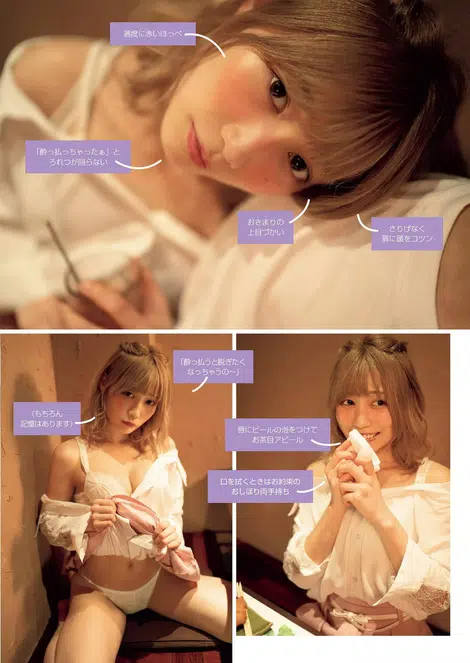 過度に赤いほっぺ
「酔っ払っちゃったぁ」と
ろれつが回らない
おさまりの
上目づかい
さりげなく
肩に頭をコツン
「酔っ払うと脱ぎたく
なっちゃうの〜」
(もちろん
記憶はあります)
唇にビールの泡をつけて
お茶目アピール
口を拭くときはお約束の
おしぼり両手持ち